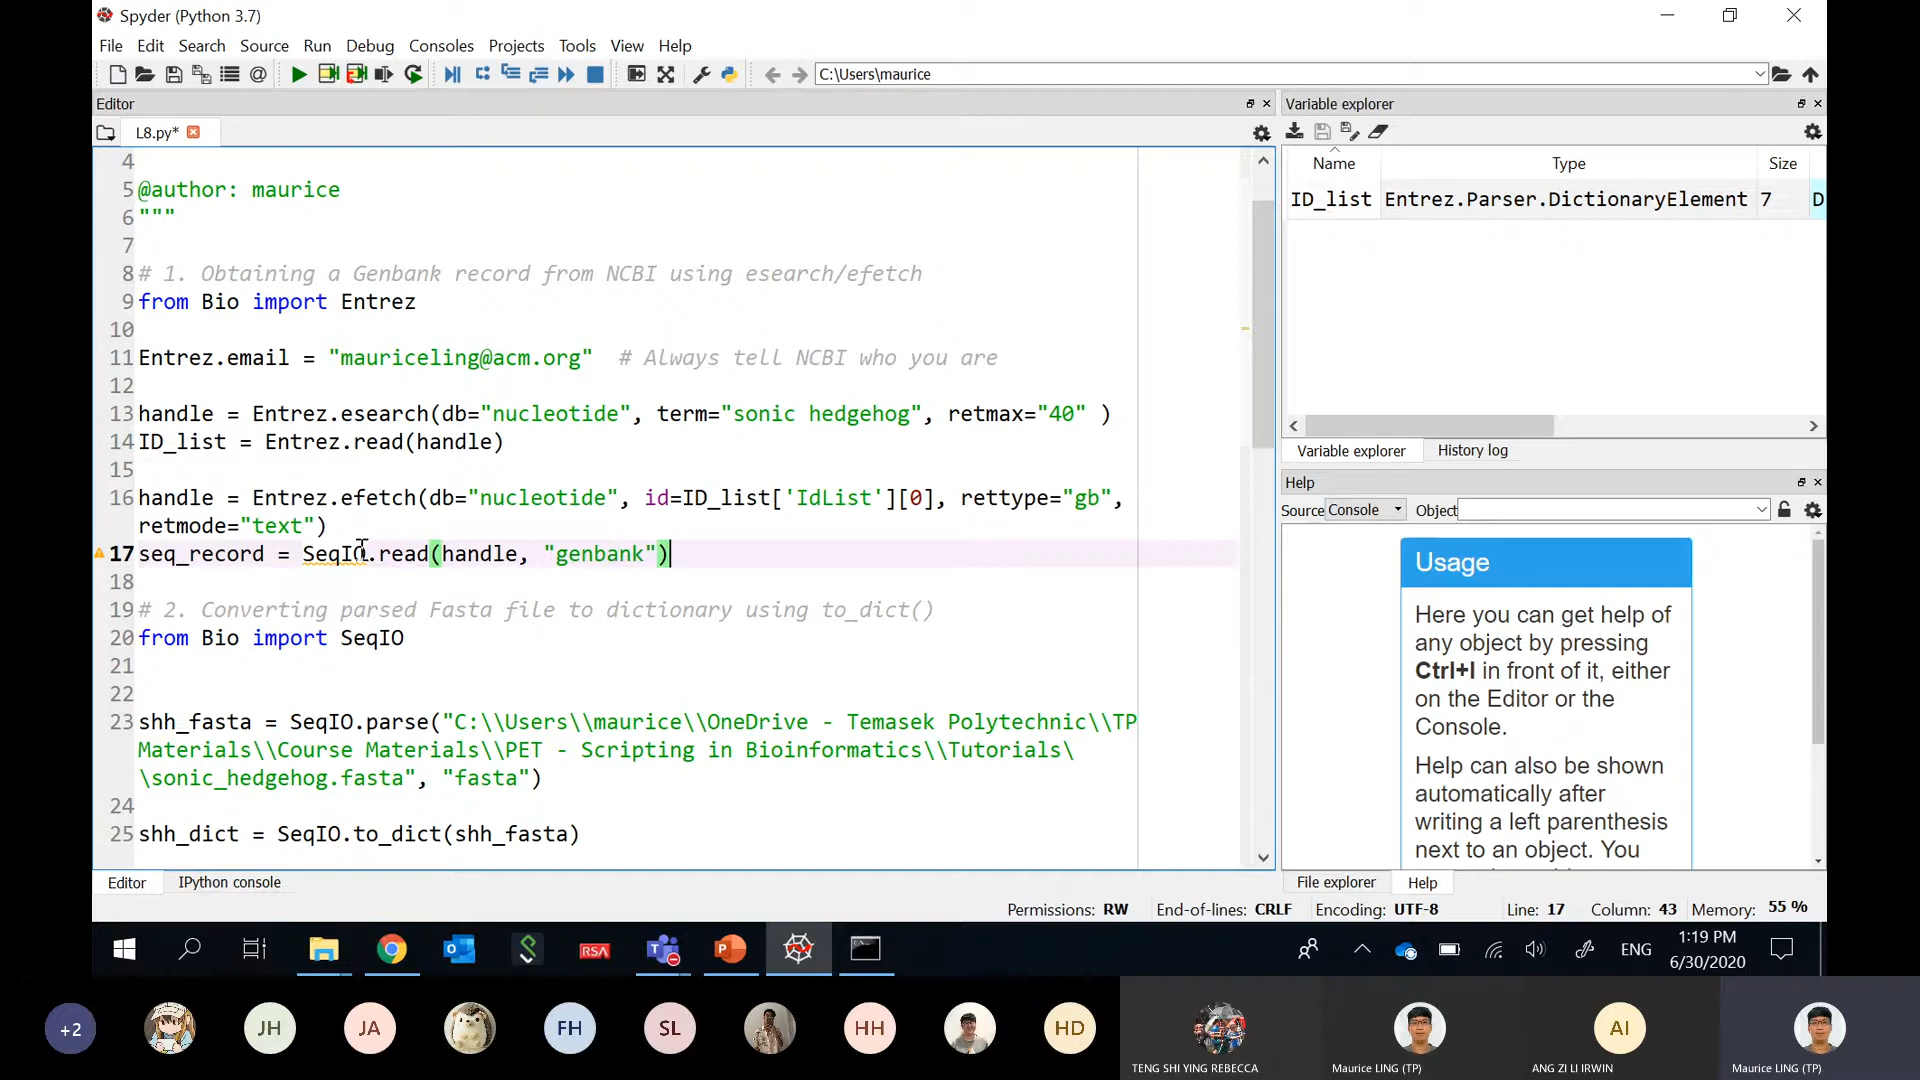 Spyder (Python 3.7)
File Edit Search Source Run Debug Consoles Projects Tools View Help
C:\Users\maurice
Editor
L8.py*
4
5 @author: maurice
6 """
7
8 # 1. Obtaining a Genbank record from NCBI using esearch/efetch
9 from Bio import Entrez
10
11 Entrez.email = "mauriceling@acm.org"  # Always tell NCBI who you are
12
13 handle = Entrez.esearch(db="nucleotide", term="sonic hedgehog", retmax="40" )
14 ID_list = Entrez.read(handle)
15
16 handle = Entrez.efetch(db="nucleotide", id=ID_list['IdList'][0], rettype="gb",
retmode="text")
17 seq_record = SeqIO.read(handle, "genbank")
18
19 # 2. Converting parsed Fasta file to dictionary using to_dict()
20 from Bio import SeqIO
21
22
23 shh_fasta = SeqIO.parse("C:\\Users\\maurice\\OneDrive - Temasek Polytechnic\\TP
Materials\\Course Materials\\PET - Scripting in Bioinformatics\\Tutorials\
\sonic_hedgehog.fasta", "fasta")
24
25 shh_dict = SeqIO.to_dict(shh_fasta)
Editor IPython console
Variable explorer
Name Type Size
ID_list Entrez.Parser.DictionaryElement 7 D
Variable explorer History log
Help
Source Console Object
Usage
Here you can get help of
any object by pressing
Ctrl+I in front of it, either
on the Editor or the
Console.
Help can also be shown
automatically after
writing a left parenthesis
next to an object. You
File explorer Help
Permissions: RW End-of-lines: CRLF Encoding: UTF-8 Line: 17 Column: 43 Memory: 55 %
RSA
ENG
1:19 PM
6/30/2020
+2 JH JA FH SL HH HD AI
TENG SHI YING REBECCA Maurice LING (TP) ANG ZI LI IRWIN Maurice LING (TP)